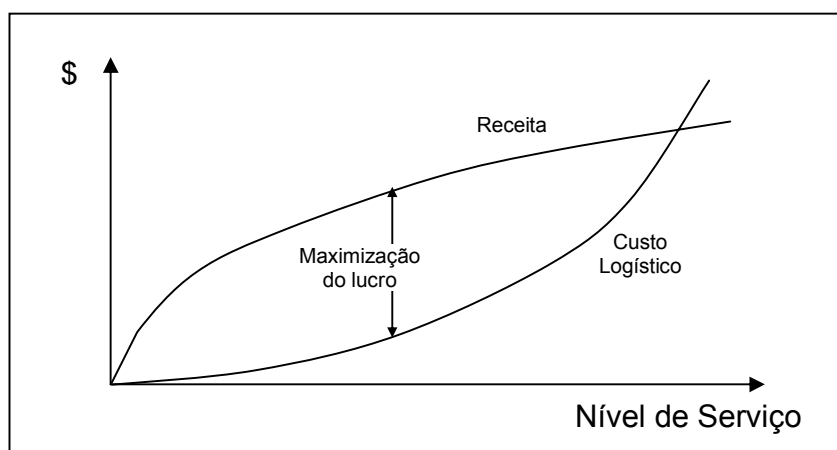 $
Receita
Maximização
do lucro
Custo
Logístico
Nível de Serviço